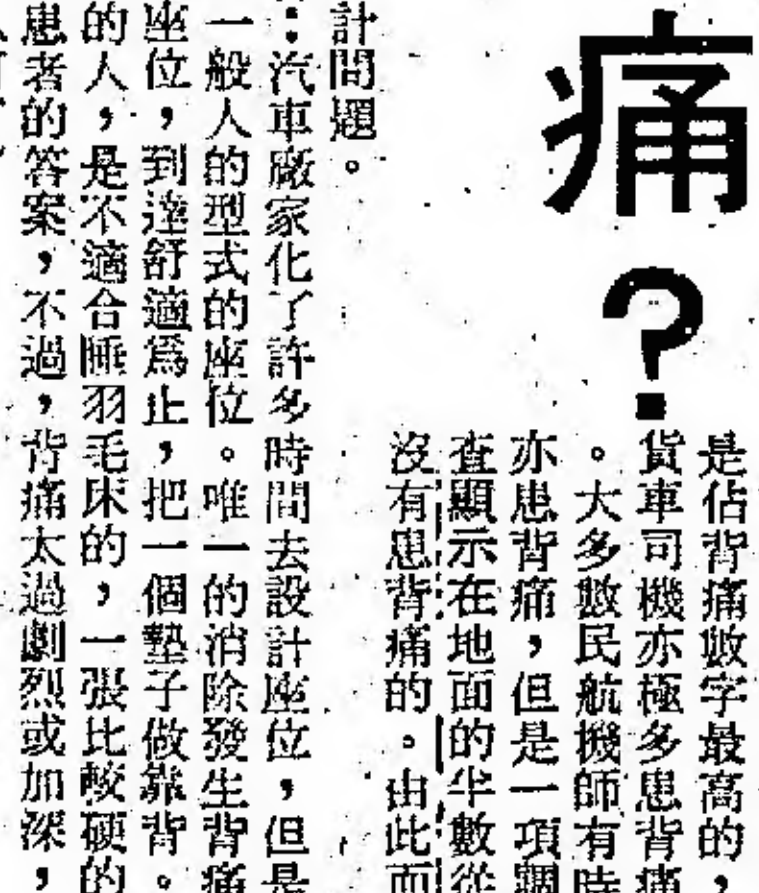 痛?
是佔背痛數字最高的，
貨車司機亦極多患背痛
。大多數民航機師有時
亦患背痛，但是一項調
查顯示在地面的半數從
沒有患背痛的。由此而
計問題。
：汽車廠家化了許多時間去設計座位，但是
一般人的型式的座位。唯一的消除發生背痛
座位，到達舒適爲止，把一個墊子做靠背。
的人，是不適合睡羽毛床的，一張比較硬的
患者的答案，不過，背痛太過劇烈或加深，